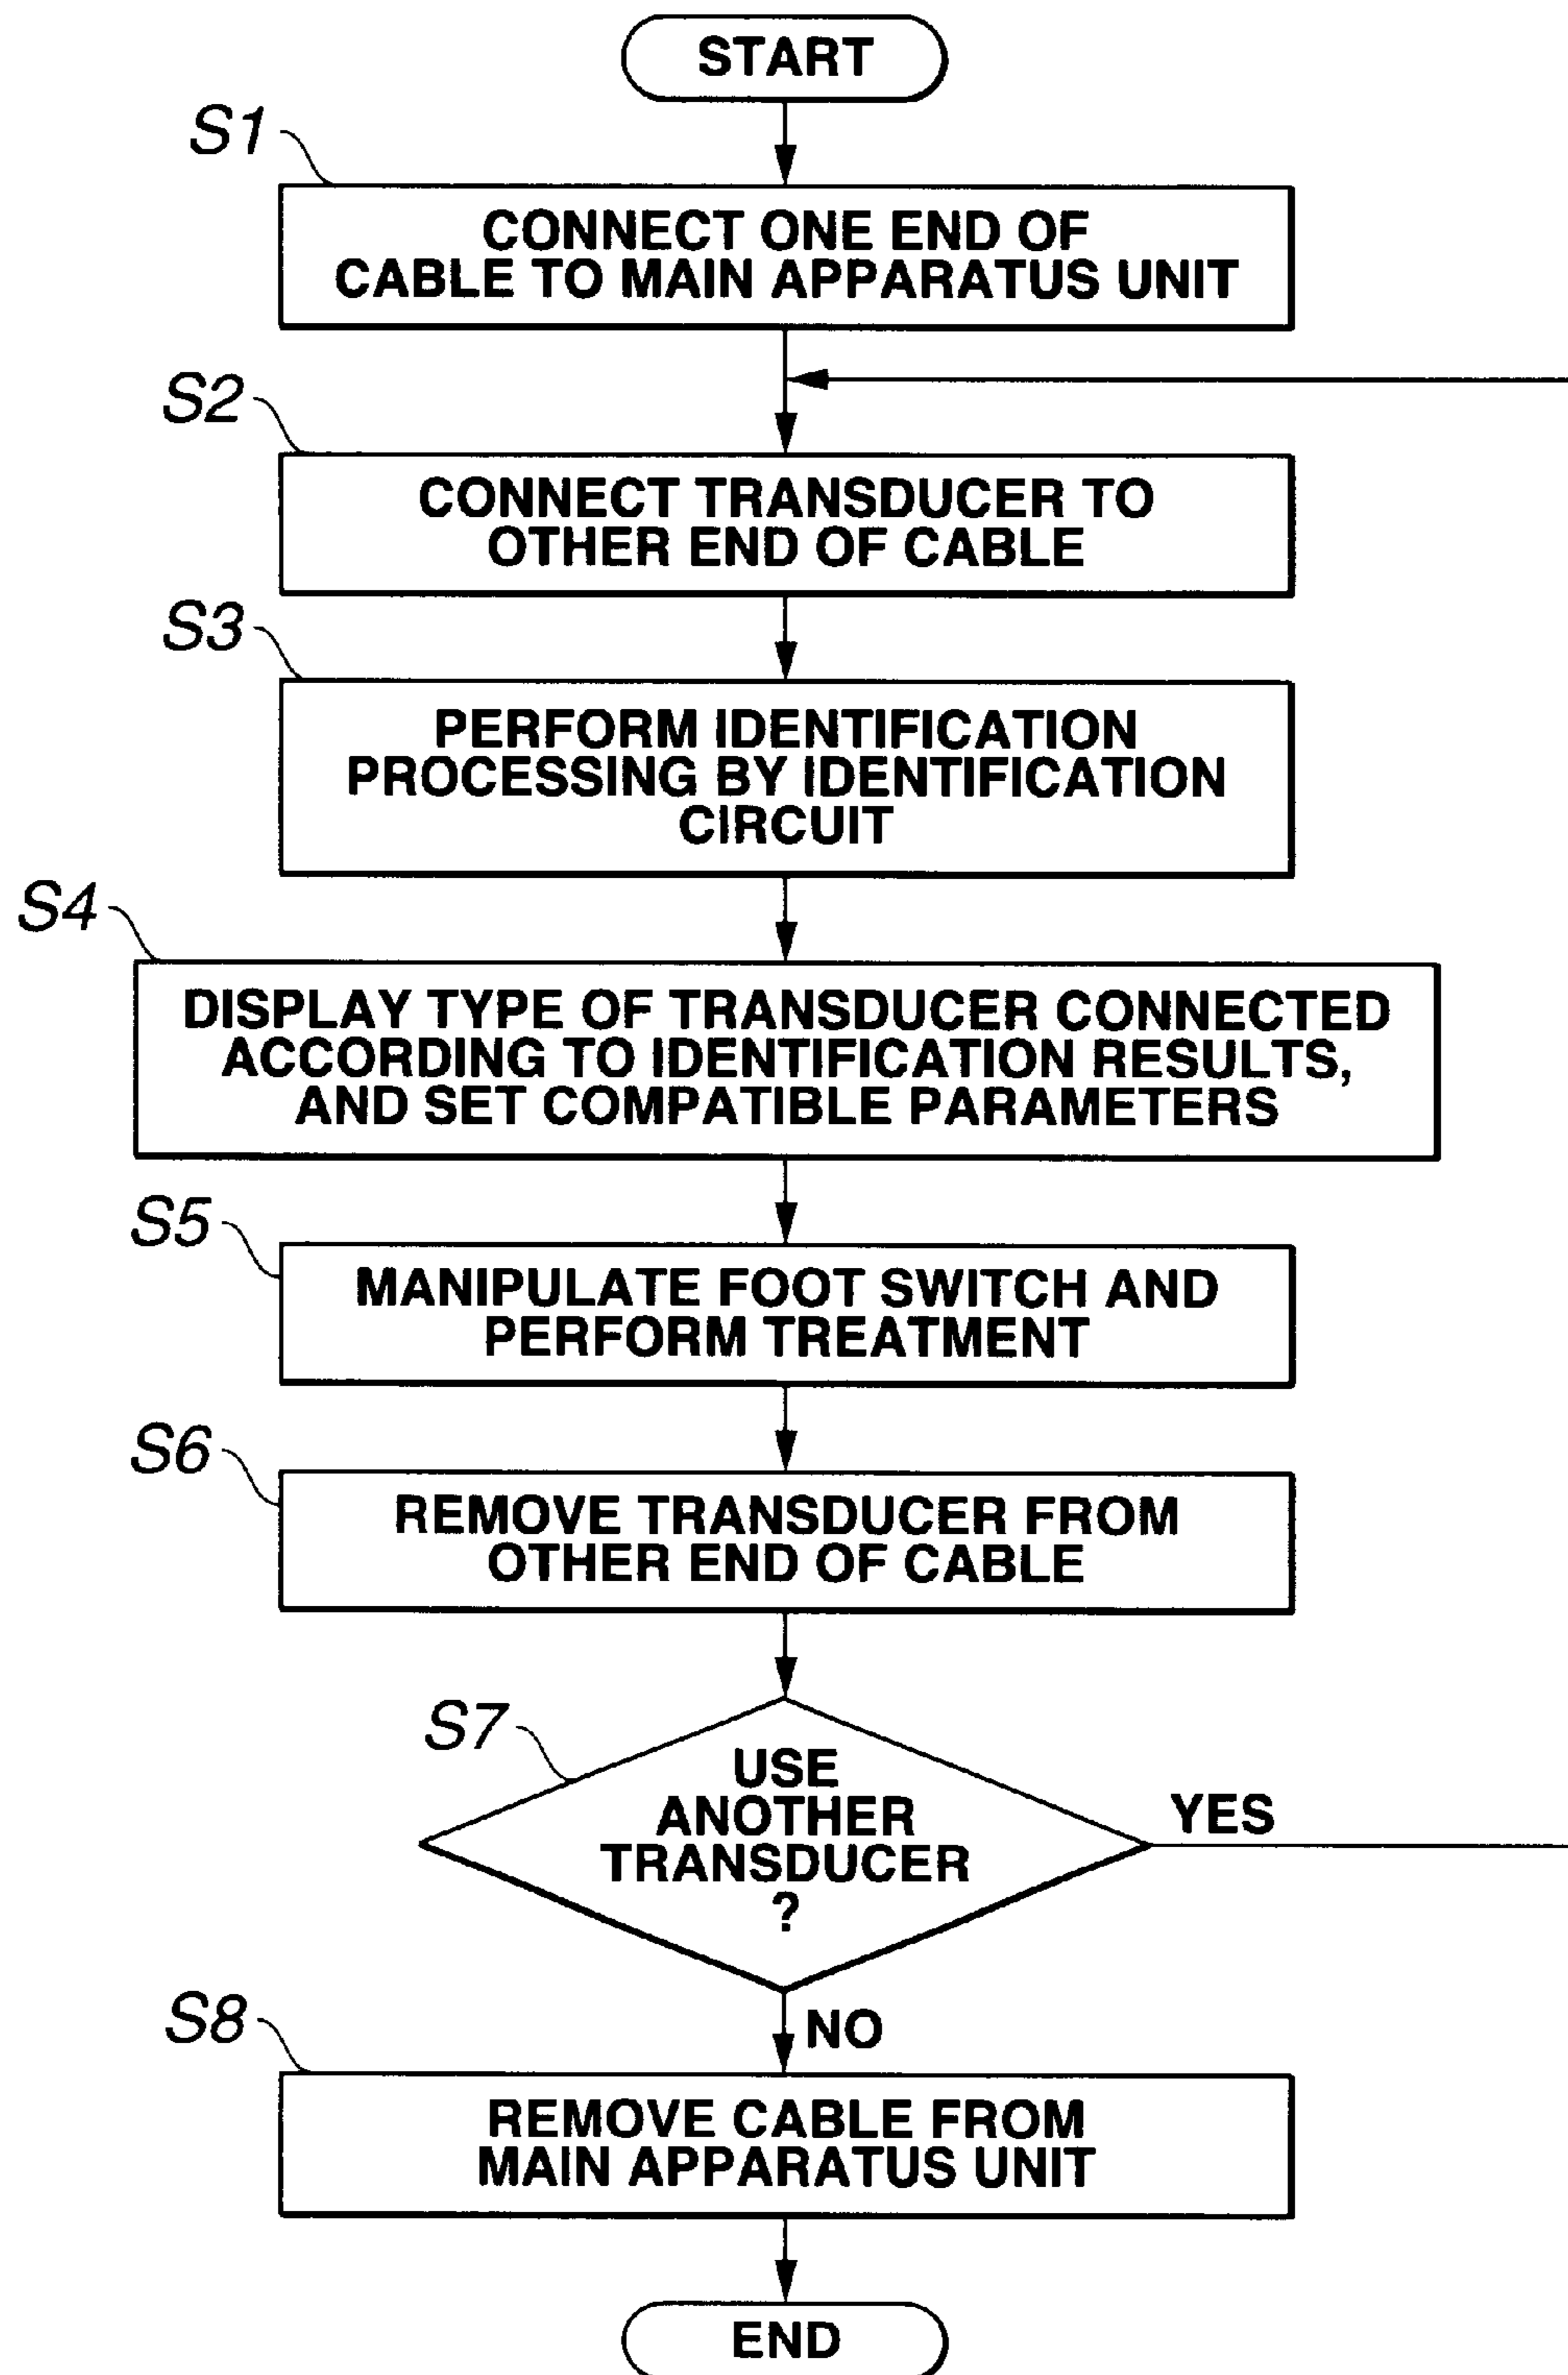 START
S1
CONNECT ONE END OF
CABLE TO MAIN APPARATUS UNIT
S2
CONNECT TRANSDUCER TO
OTHER END OF CABLE
S3
PERFORM IDENTIFICATION
PROCESSING BY IDENTIFICATION
CIRCUIT
S4
DISPLAY TYPE OF TRANSDUCER CONNECTED
ACCORDING TO IDENTIFICATION RESULTS,
AND SET COMPATIBLE PARAMETERS
S5
MANIPULATE FOOT SWITCH AND
PERFORM TREATMENT
S6
REMOVE TRANSDUCER FROM
OTHER END OF CABLE
S7
USE
ANOTHER
TRANSDUCER
?
YES
NO
S8
REMOVE CABLE FROM
MAIN APPARATUS UNIT
END